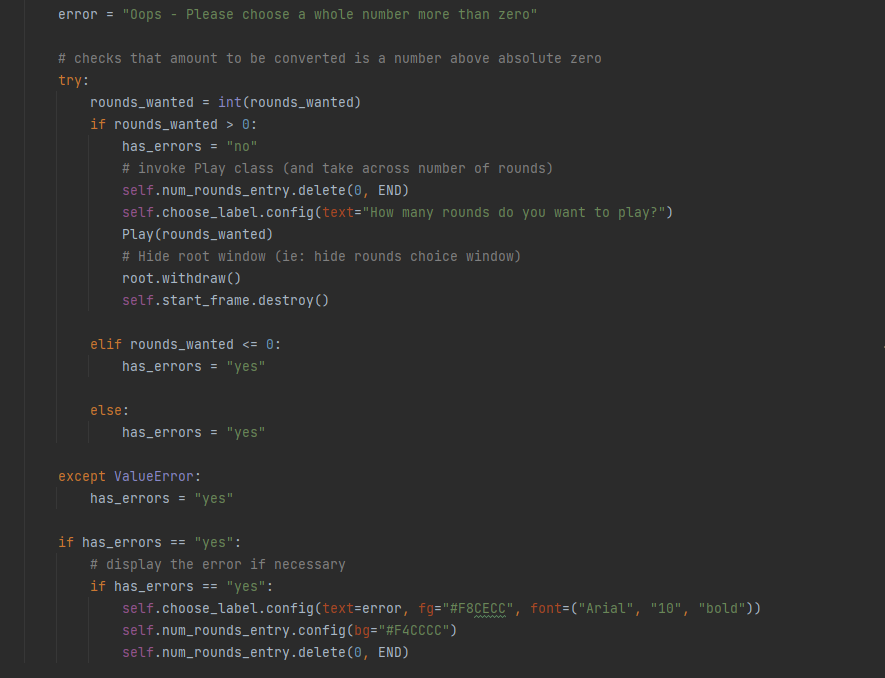 error = "Oops - Please choose a whole number more than zero"
# checks that amount to be converted is a number above absolute zero
try:
rounds_wanted = int(rounds_wanted)
if rounds_wanted > 0:
has_errors = "no"
# invoke Play class (and take across number of rounds)
self.num_rounds_entry.delete(0, END)
self.choose_label.config(text="How many rounds do you want to play?")
Play(rounds_wanted)
# Hide root window (ie: hide rounds choice window)
root.withdraw()
self.start_frame.destroy()
elif rounds_wanted <= 0:
has_errors = "yes"
else:
has_errors = "yes"
except ValueError:
has_errors = "yes"
if has_errors == "yes":
# display the error if necessary
if has_errors == "yes":
self.choose_label.config(text=error, fg="#F8CECC", font=("Arial", "10", "bold"))
self.num_rounds_entry.config(bg="#F4CCCC")
self.num_rounds_entry.delete(0, END)